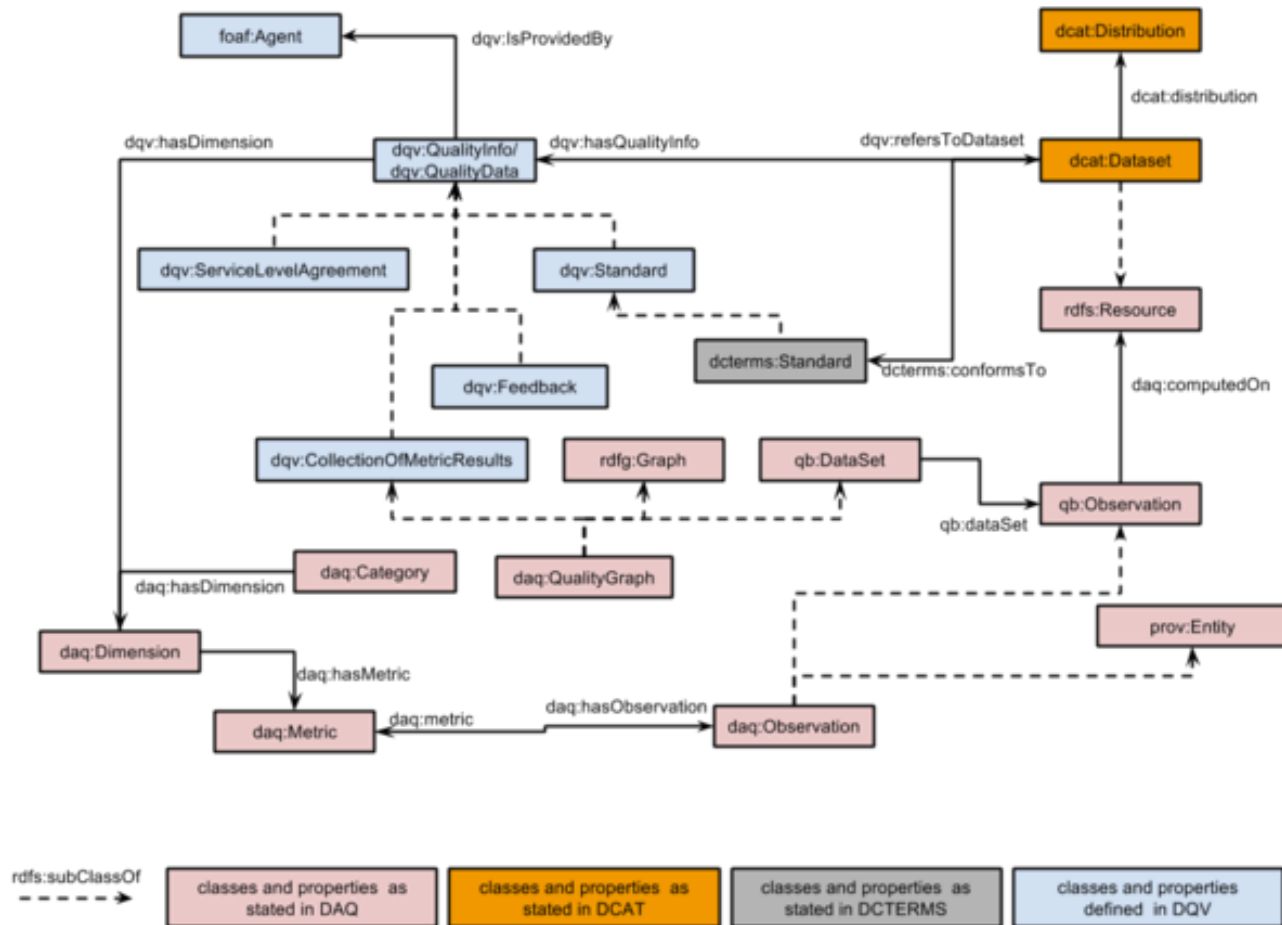 foaf:Agent
dqv:IsProvidedBy
dcat:Distribution
dcat:distribution
dqv:hasDimension
dqv:QualityInfo/
dqv:QualityData
dqv:hasQualityInfo
dqv:refersToDataset
dcat:Dataset
dqv:ServiceLevelAgreement
dqv:Standard
rdfs:Resource
dcterms:Standard
dcterms:conformsTo
dqv:Feedback
daq:computedOn
dqv:CollectionOfMetricResults
rdfg:Graph
qb:DataSet
qb:Observation
qb:dataSet
daq:Category
daq:QualityGraph
daq:hasDimension
prov:Entity
daq:Dimension
daq:hasMetric
daq:Metric
daq:metric
daq:hasObservation
daq:Observation
rdfs:subClassOf
classes and properties as
stated in DAQ
classes and properties as
stated in DCAT
classes and properties as
stated in DCTERMS
classes and properties
defined in DQV